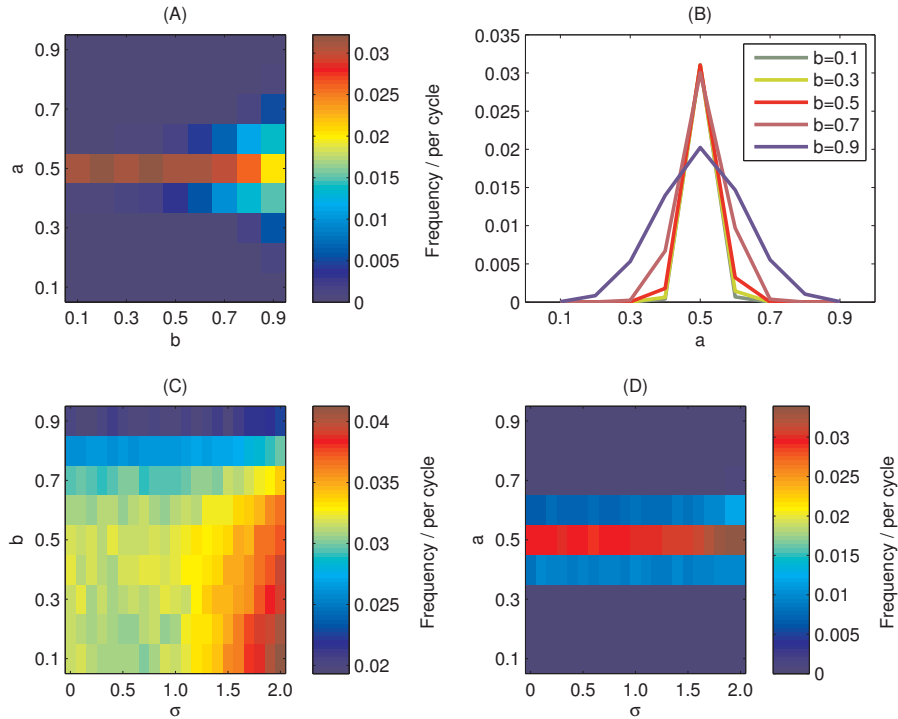 (A)
0.9
0.7
0.5
0.3
0.1
a
0.1 0.3 0.5 0.7 0.9
b
0.03
0.025
0.02
0.015
0.01
0.005
0
Frequency / per cycle
(B)
0.035
0.03
0.025
0.02
0.015
0.01
0.005
0
0.1 0.3 0.5 0.7 0.9
a
b=0.1
b=0.3
b=0.5
b=0.7
b=0.9
(C)
0.9
0.7
0.5
0.3
0.1
b
0 0.5 1.0 1.5 2.0
σ
0.04
0.035
0.03
0.025
0.02
Frequency / per cycle
(D)
0.9
0.7
0.5
0.3
0.1
a
0 0.5 1.0 1.5 2.0
σ
0.03
0.025
0.02
0.015
0.01
0.005
0
Frequency / per cycle